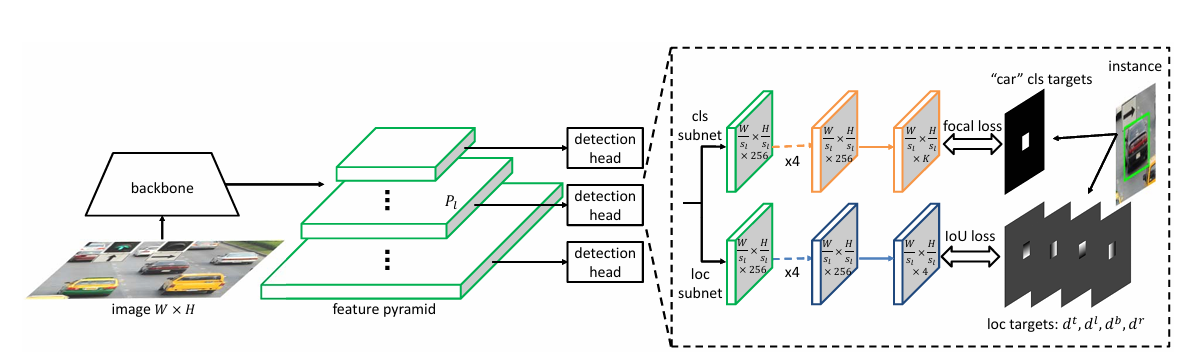 backbone
image W × H
feature pyramid
P_l
detection
head
detection
head
detection
head
cls
subnet
loc
subnet
W/s_l × H/s_l
× 256
x4
W/s_l × H/s_l
× 256
W/s_l × H/s_l
× K
focal loss
"car" cls targets
instance
W/s_l × H/s_l
× 256
x4
W/s_l × H/s_l
× 256
W/s_l × H/s_l
× 4
IoU loss
loc targets: d^t, d^l, d^b, d^r